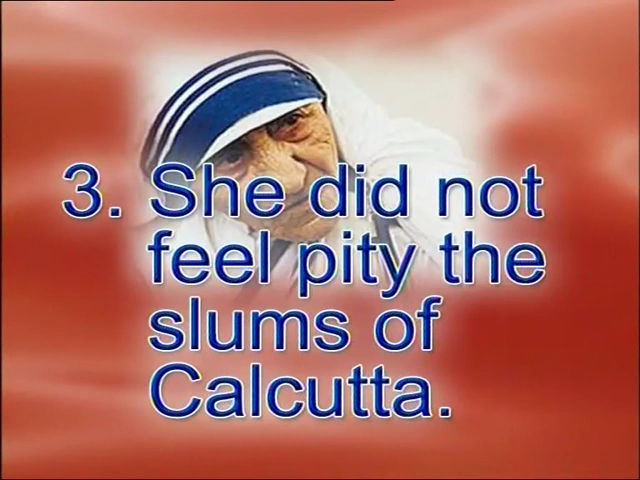 3. She did not
feel pity the
slums of
Calcutta.